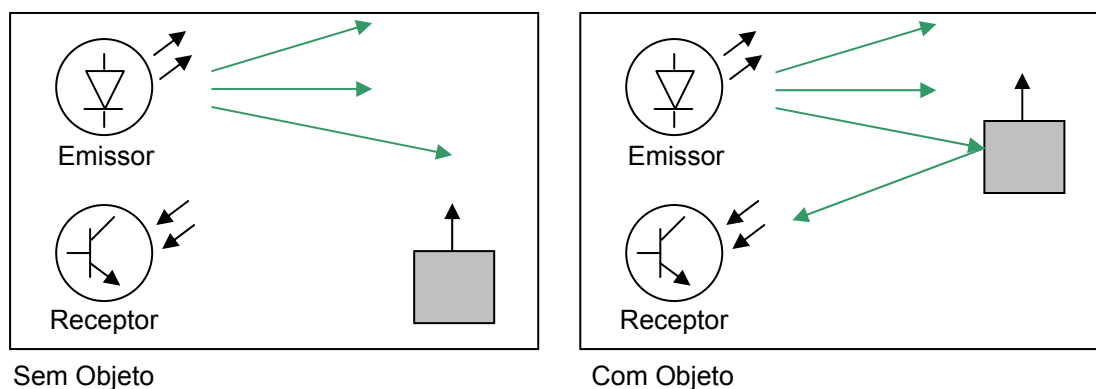 Emissor
Receptor
Sem Objeto
Emissor
Receptor
Com Objeto